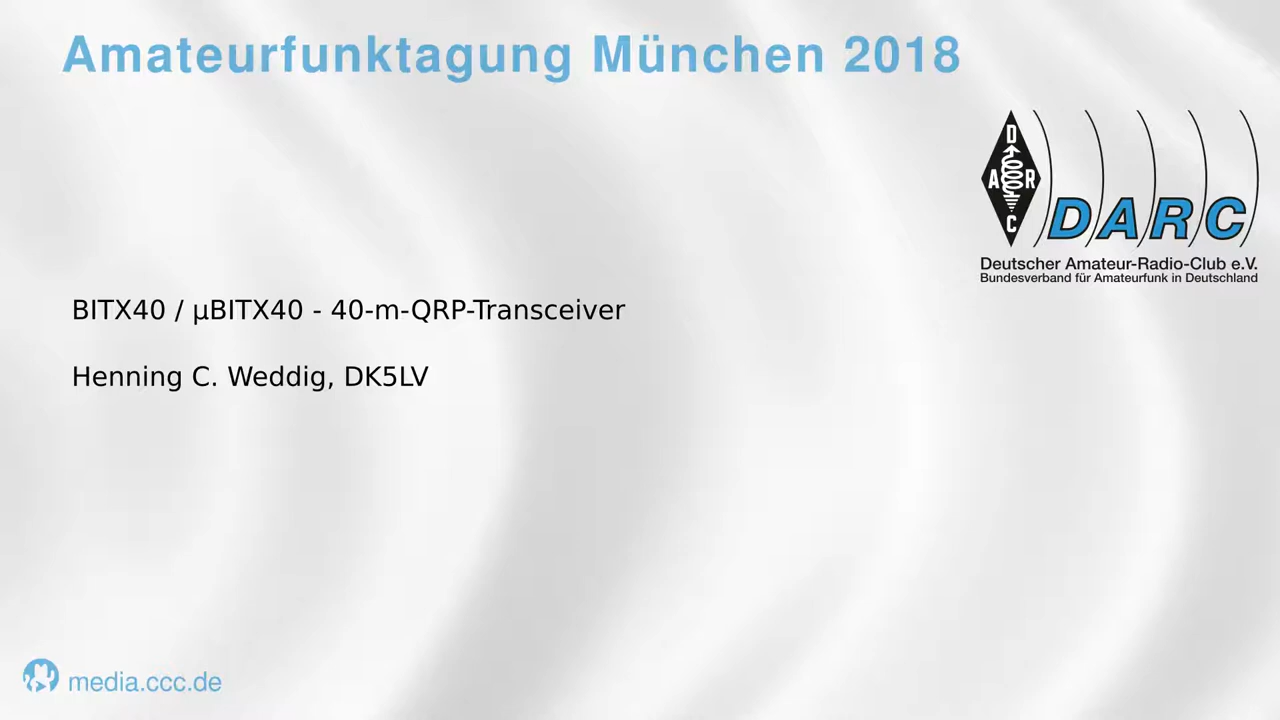 Amateurfunktagung München 2018
D
A R
C
DARC
Deutscher Amateur-Radio-Club e.V.
Bundesverband für Amateurfunk in Deutschland
BITX40 / µBITX40 - 40-m-QRP-Transceiver
Henning C. Weddig, DK5LV
media.ccc.de